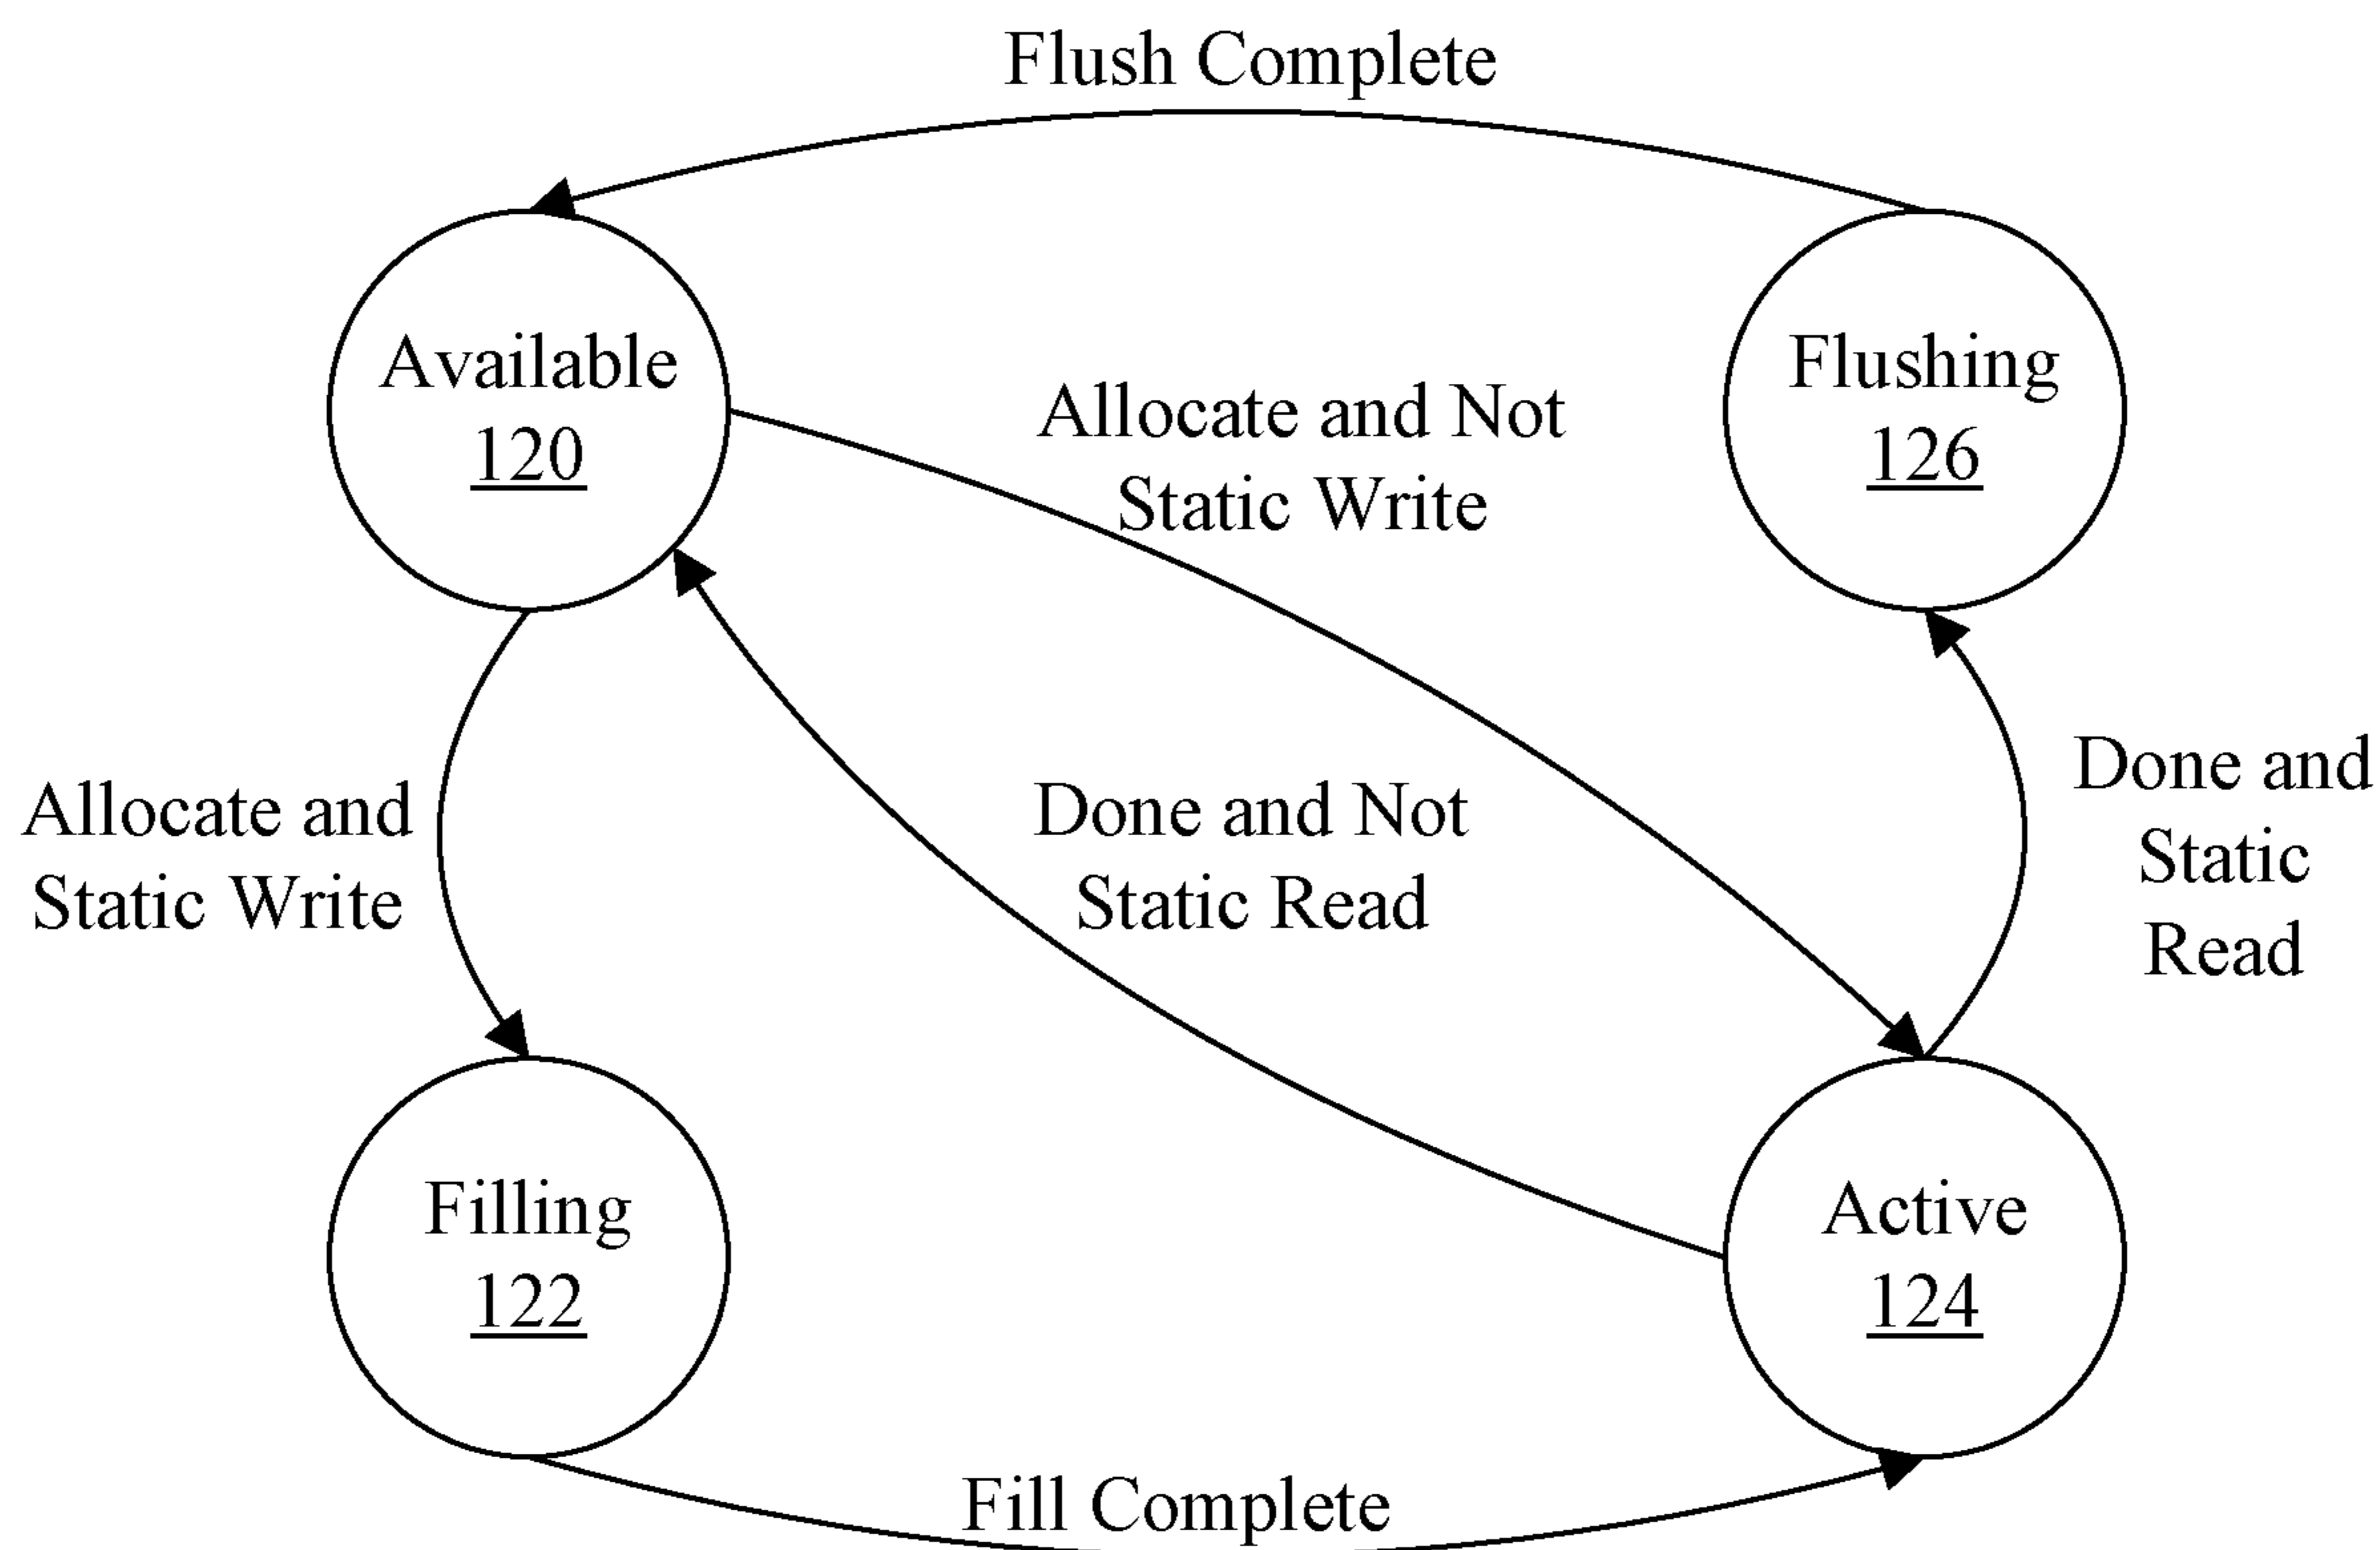 Flush Complete
Available
120
Flushing
126
Allocate and Not
Static Write
Allocate and
Static Write
Done and Not
Static Read
Done and
Static
Read
Filling
122
Active
124
Fill Complete